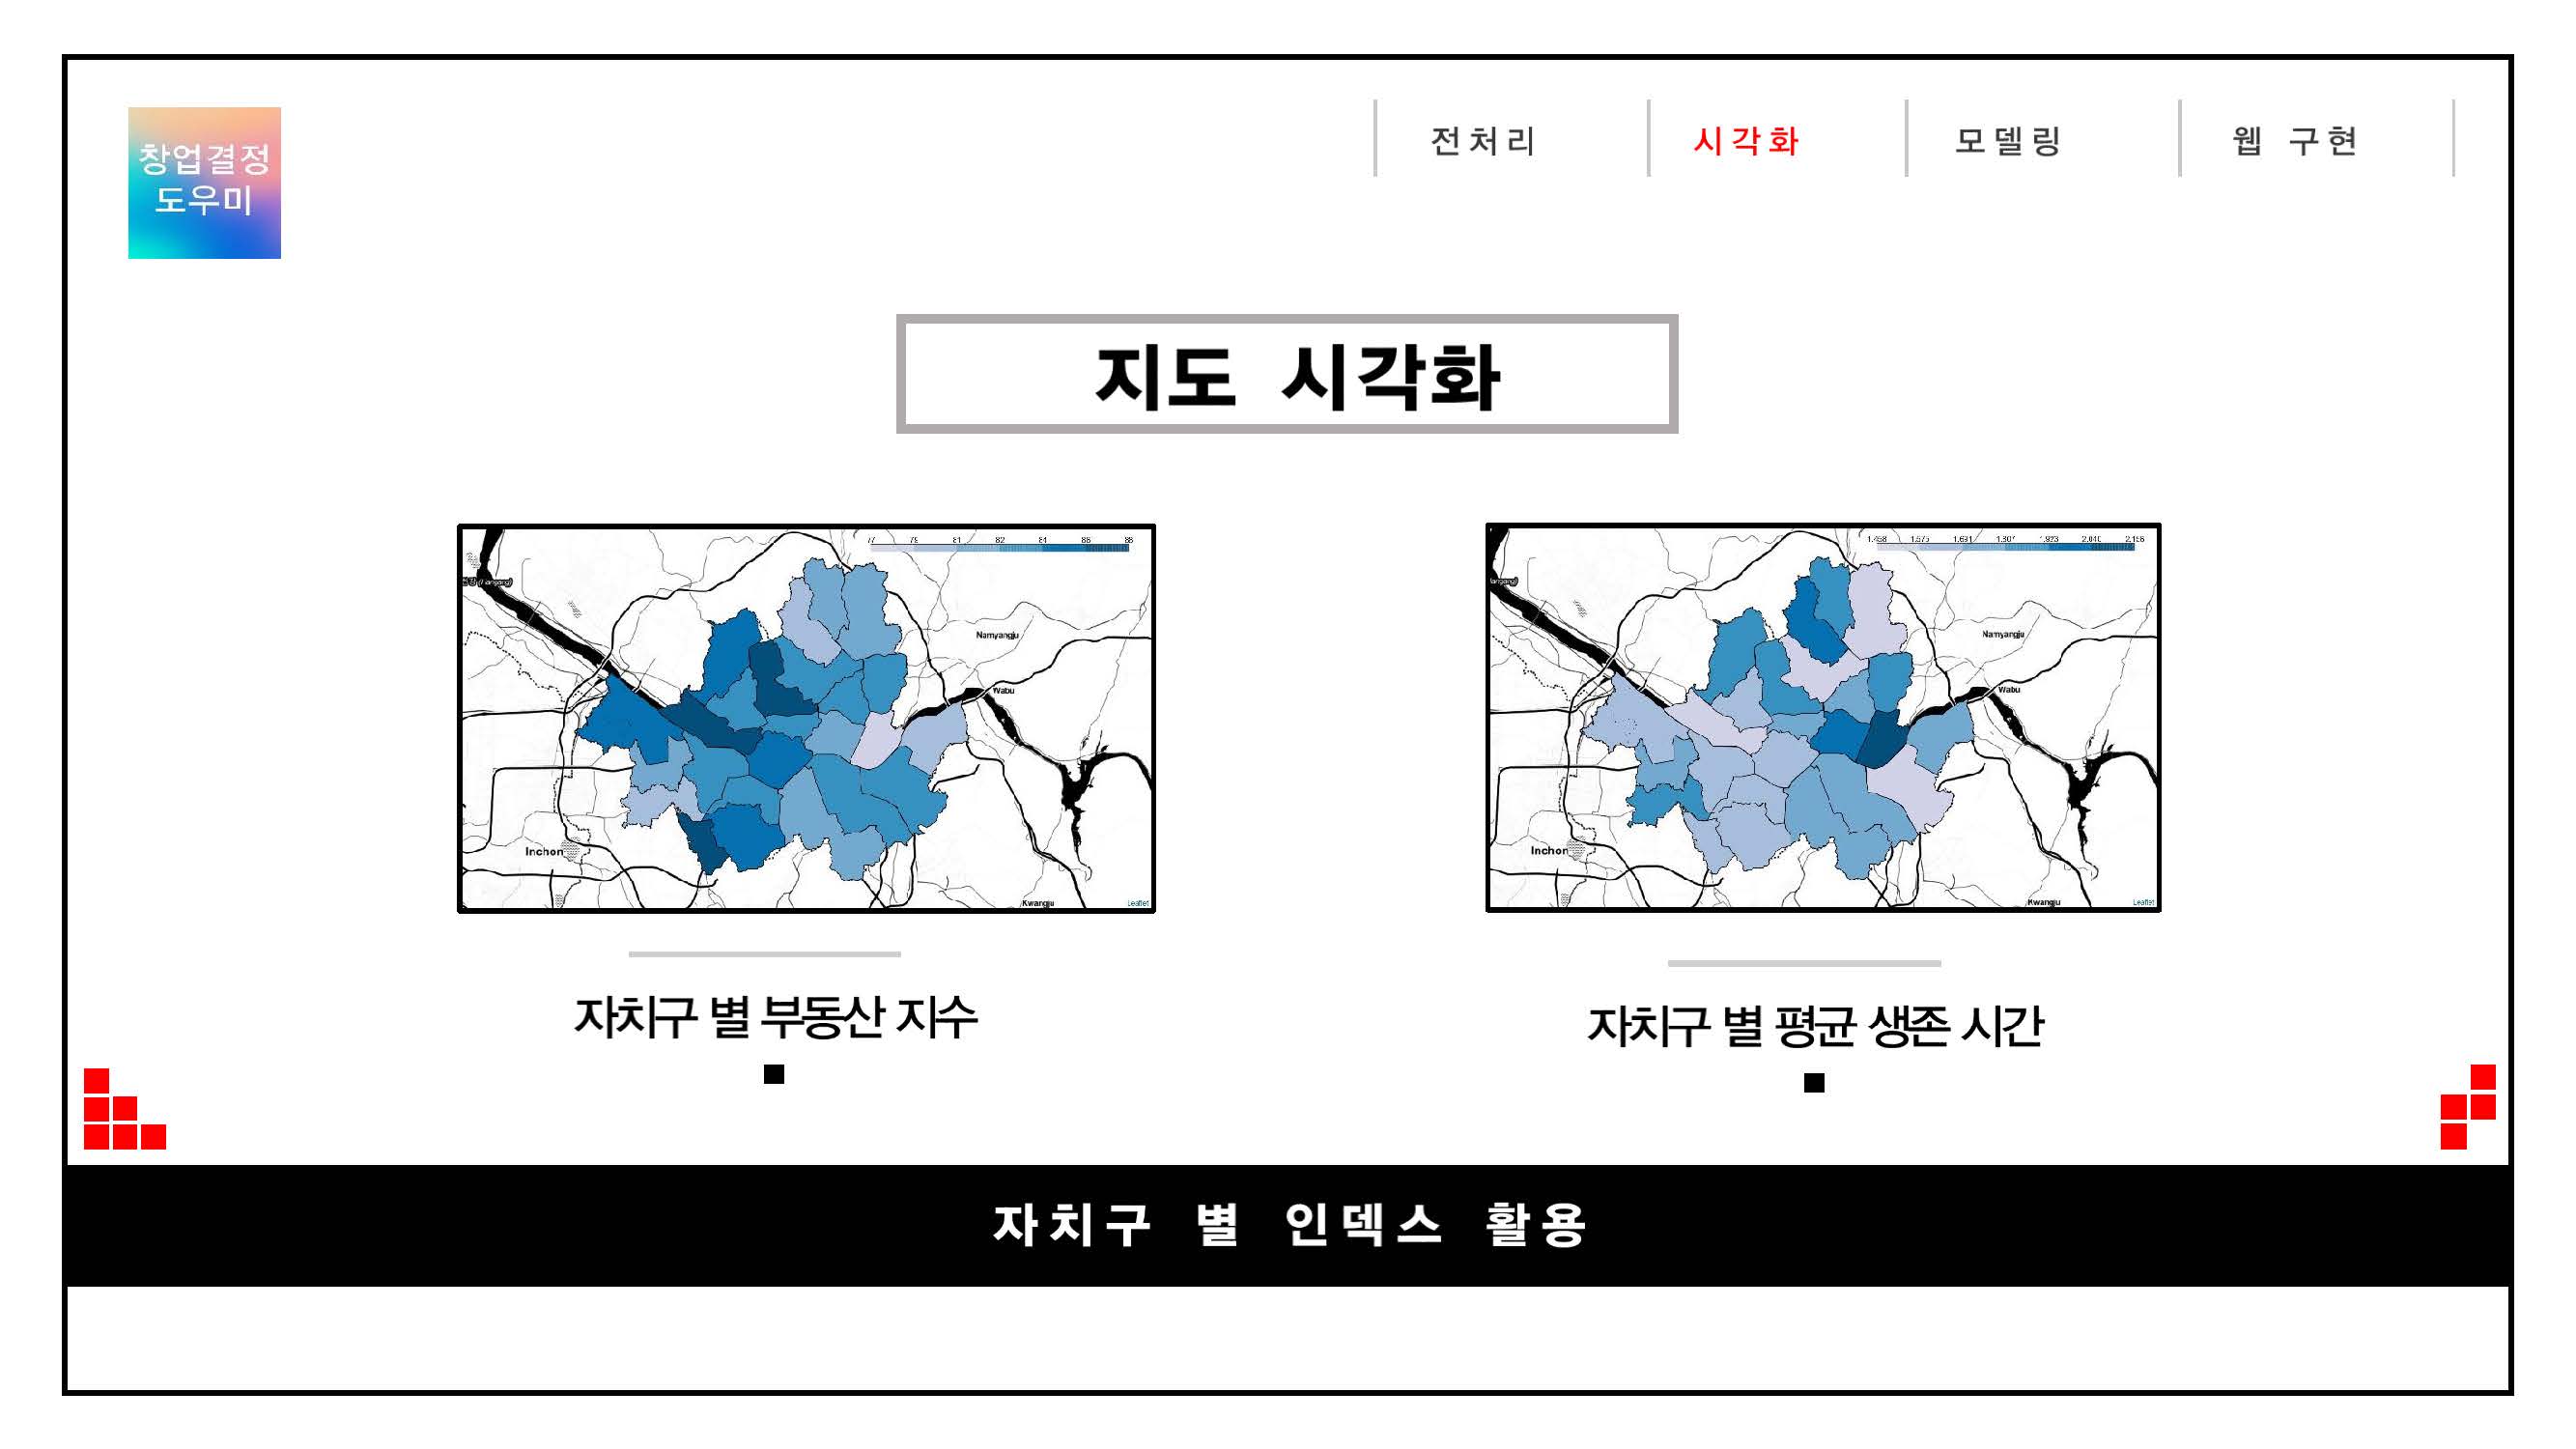 창업결정
도우미
전처리
시각화
모델링
웹 구현
지도 시각화
77 79 81 82 84 86 88
Namyangju
Wabu
Inchon
Kwangju
Leaflet
1,458 1,575 1,691 1,807 1,923 2,040 2,156
Namyangju
Wabu
Inchon
Kwangju
Leaflet
자치구 별 부동산 지수
자치구 별 평균 생존 시간
자치구 별 인덱스 활용